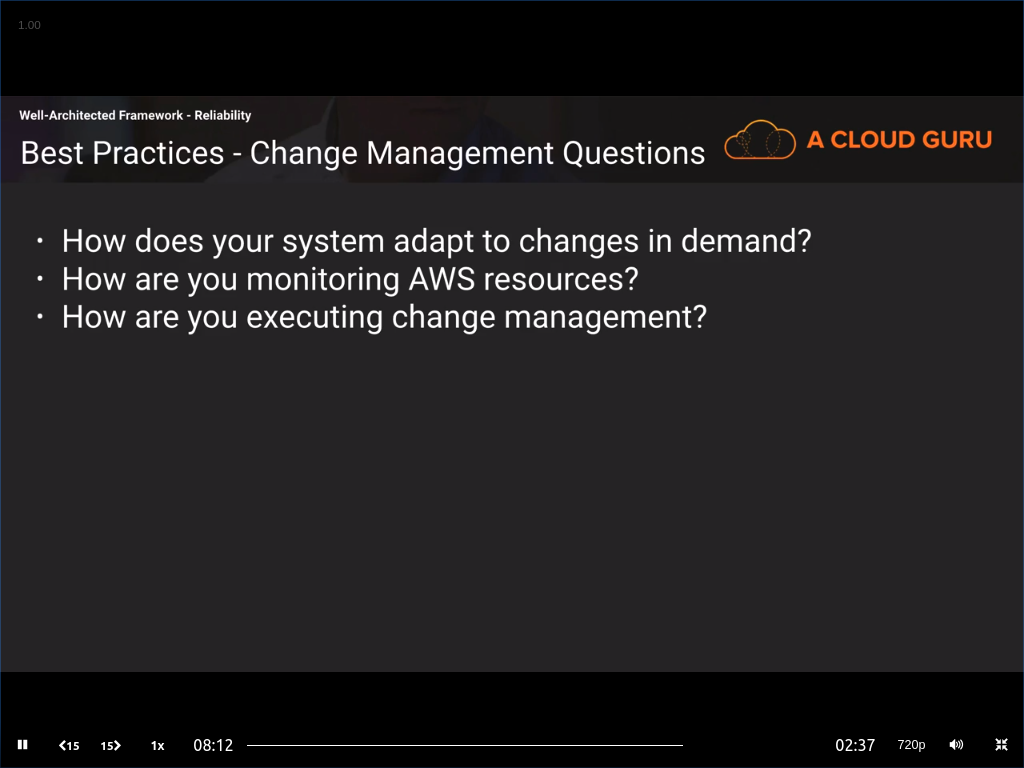 1.00
Well-Architected Framework - Reliability
Best Practices - Change Management Questions
A CLOUD GURU
• How does your system adapt to changes in demand?
• How are you monitoring AWS resources?
• How are you executing change management?
15 15 1x 08:12 02:37 720p